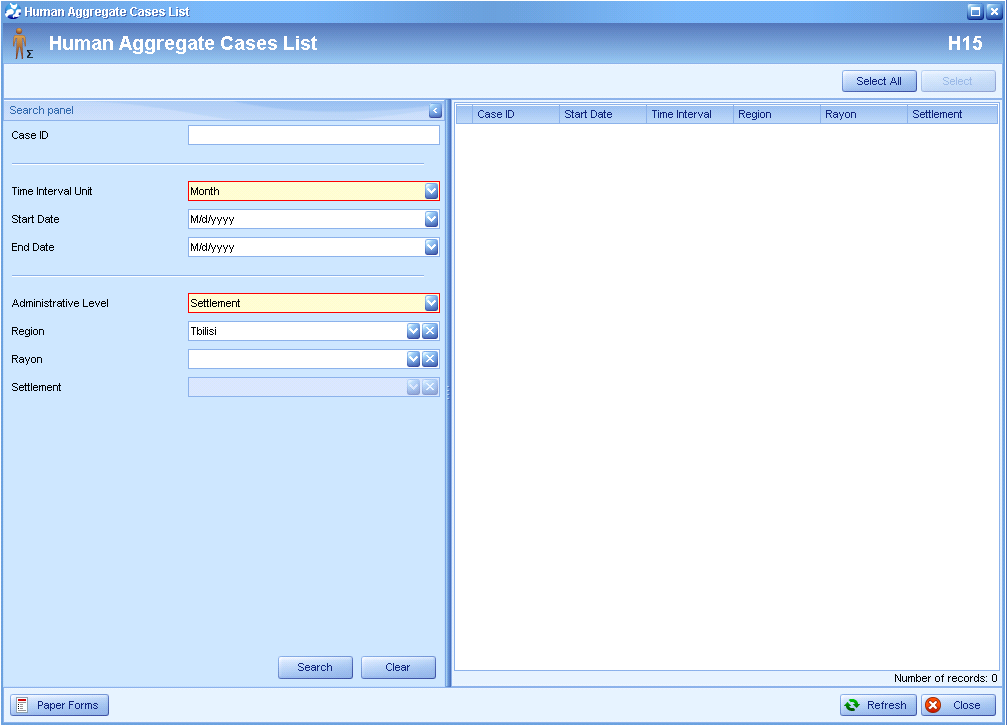 Human Aggregate Cases List
Human Aggregate Cases List H15
Select All Select
Search panel
Case ID
Time Interval Unit Month
Start Date M/d/yyyy
End Date M/d/yyyy
Administrative Level Settlement
Region Tbilisi
Rayon
Settlement
Search Clear
Case ID Start Date Time Interval Region Rayon Settlement
Number of records: 0
Paper Forms Refresh Close